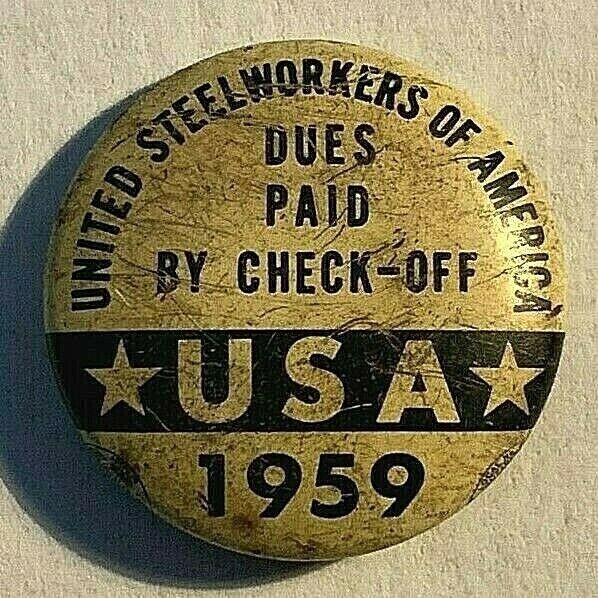 UNITED STEELWORKERS OF AMERICA
DUES
PAID
BY CHECK-OFF
USA
1959